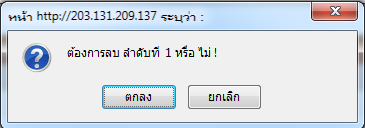 หน้า http://203.131.209.137 ระบุว่า :
ต้องการลบ ลำดับที่ 1 หรือ ไม่ !
ตกลง
ยกเลิก